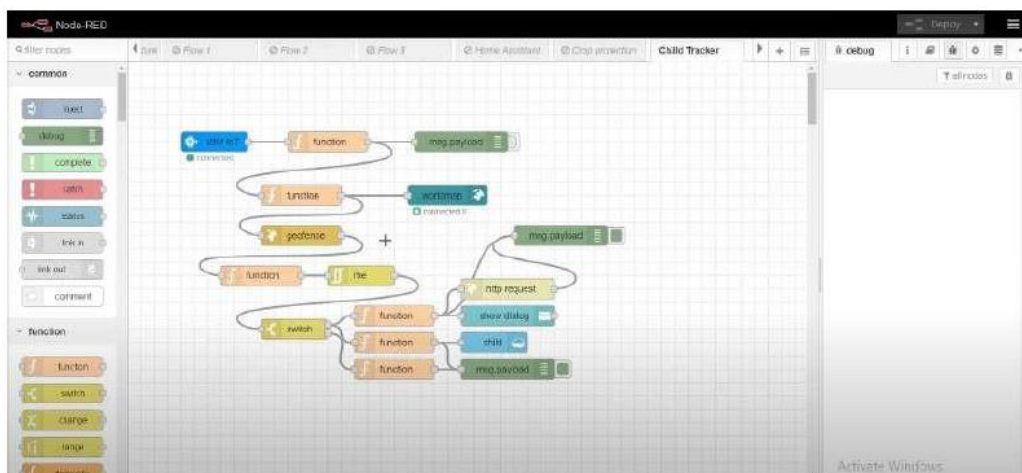 Node-RED
Deploy
filter nodes
Flow 1
Flow 2
Flow 3
Home Assistant
Crop protection
Child Tracker
debug
i
common
all nodes
inject
debug
complete
catch
status
link in
link out
comment
function
function
switch
change
range
function
msg.payload
connected
function
worldmap
geofense
msg.payload
function
rbe
http request
function
show dialog
switch
function
child
function
msg.payload
Activate Windows